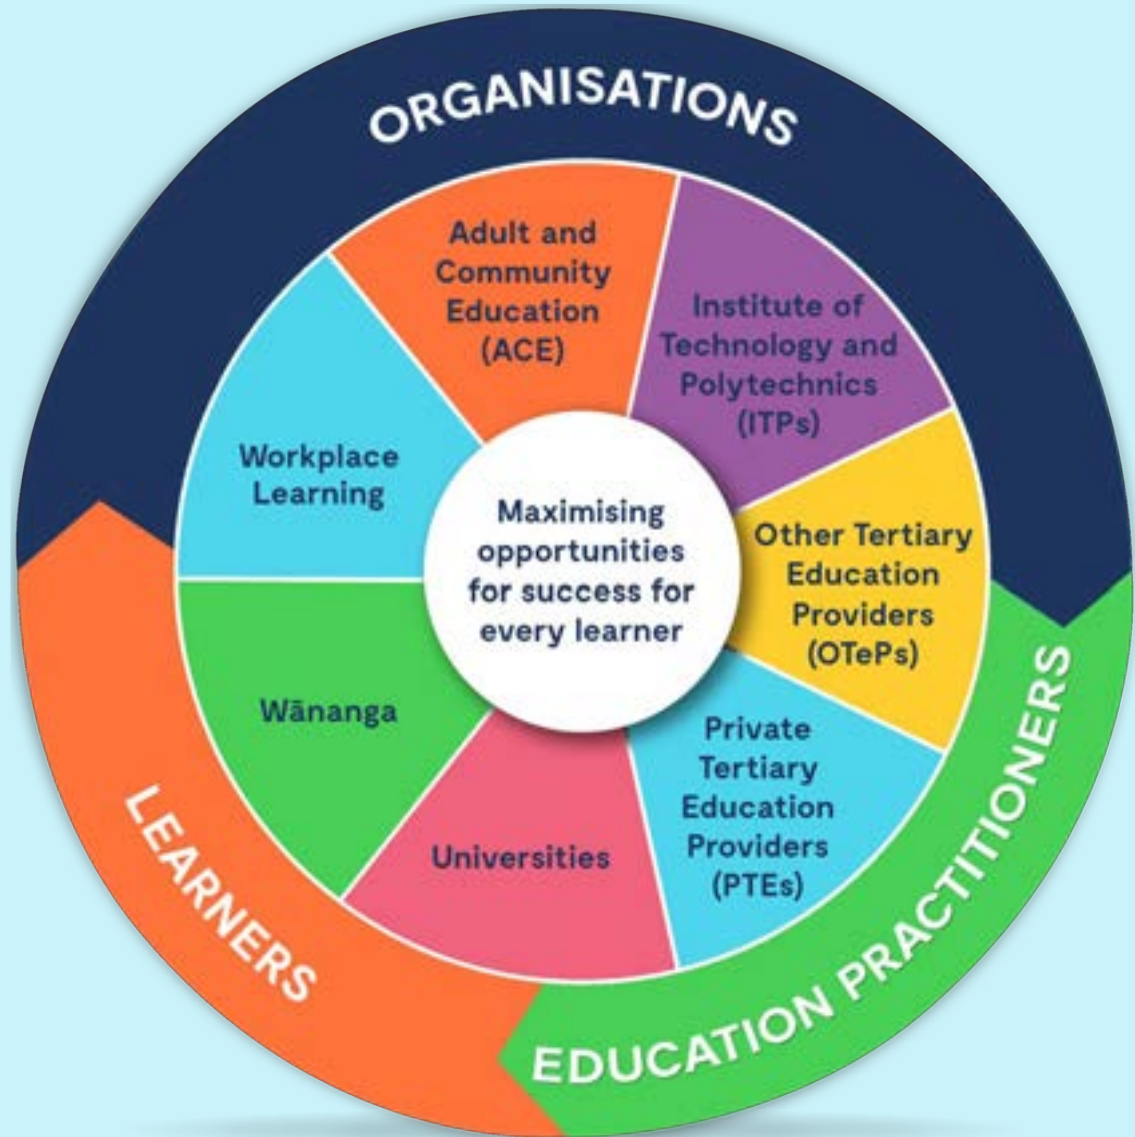 ORGANISATIONS
Adult and
Community
Education
(ACE)
Institute of
Technology and
Polytechnics
(ITPs)
Other Tertiary
Education
Providers
(OTePs)
Private
Tertiary
Education
Providers
(PTEs)
Universities
Wānanga
Workplace
Learning
Maximising
opportunities
for success for
every learner
EDUCATION PRACTITIONERS
LEARNERS